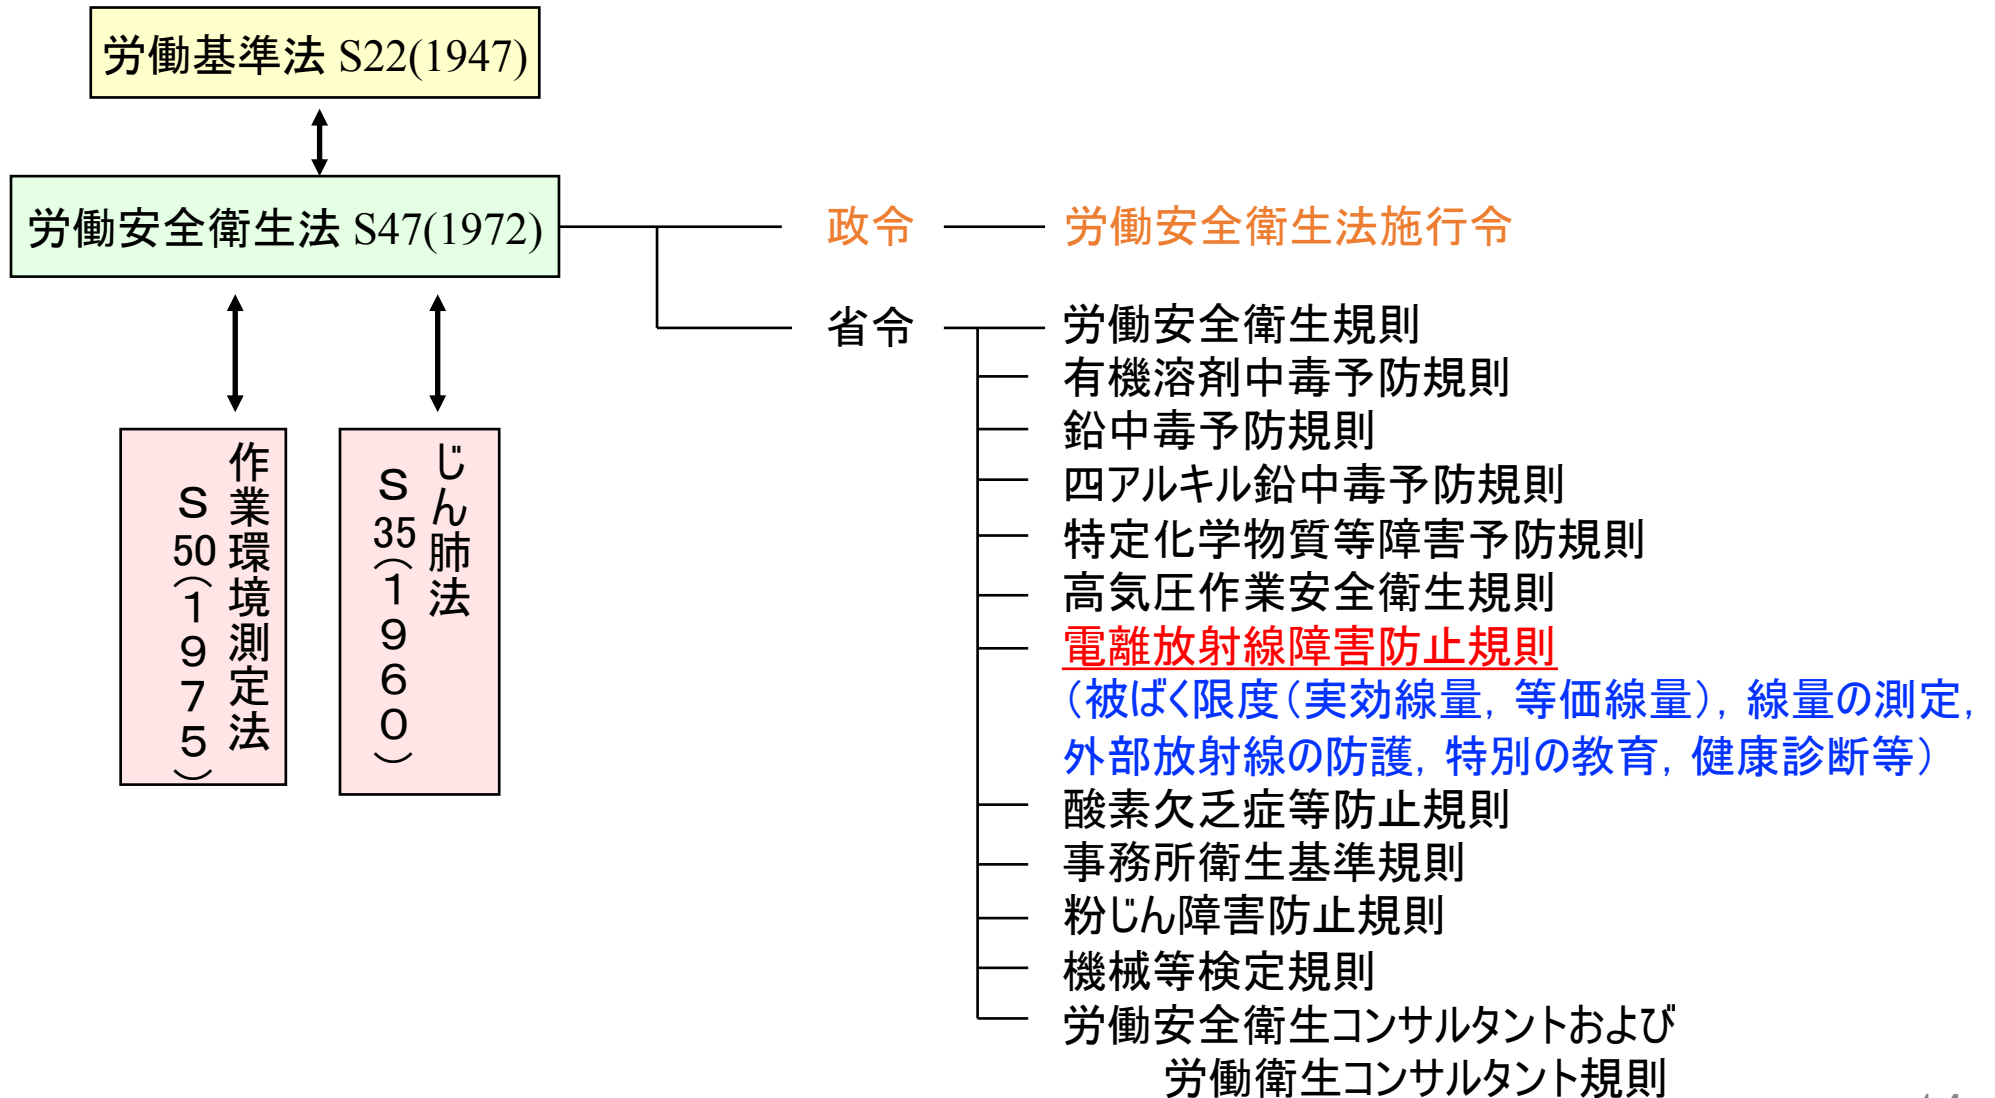 労働基準法 S22(1947)
労働安全衛生法 S47(1972)
政令
労働安全衛生法施行令
省令
労働安全衛生規則
有機溶剤中毒予防規則
鉛中毒予防規則
四アルキル鉛中毒予防規則
特定化学物質等障害予防規則
高気圧作業安全衛生規則
電離放射線障害防止規則
（被ばく限度（実効線量，等価線量），線量の測定，
外部放射線の防護，特別の教育，健康診断等）
酸素欠乏症等防止規則
事務所衛生基準規則
粉じん障害防止規則
機械等検定規則
労働安全衛生コンサルタントおよび
労働衛生コンサルタント規則
じん肺法
Ｓ35（１９６０）
作業環境測定法
Ｓ50（１９７５）